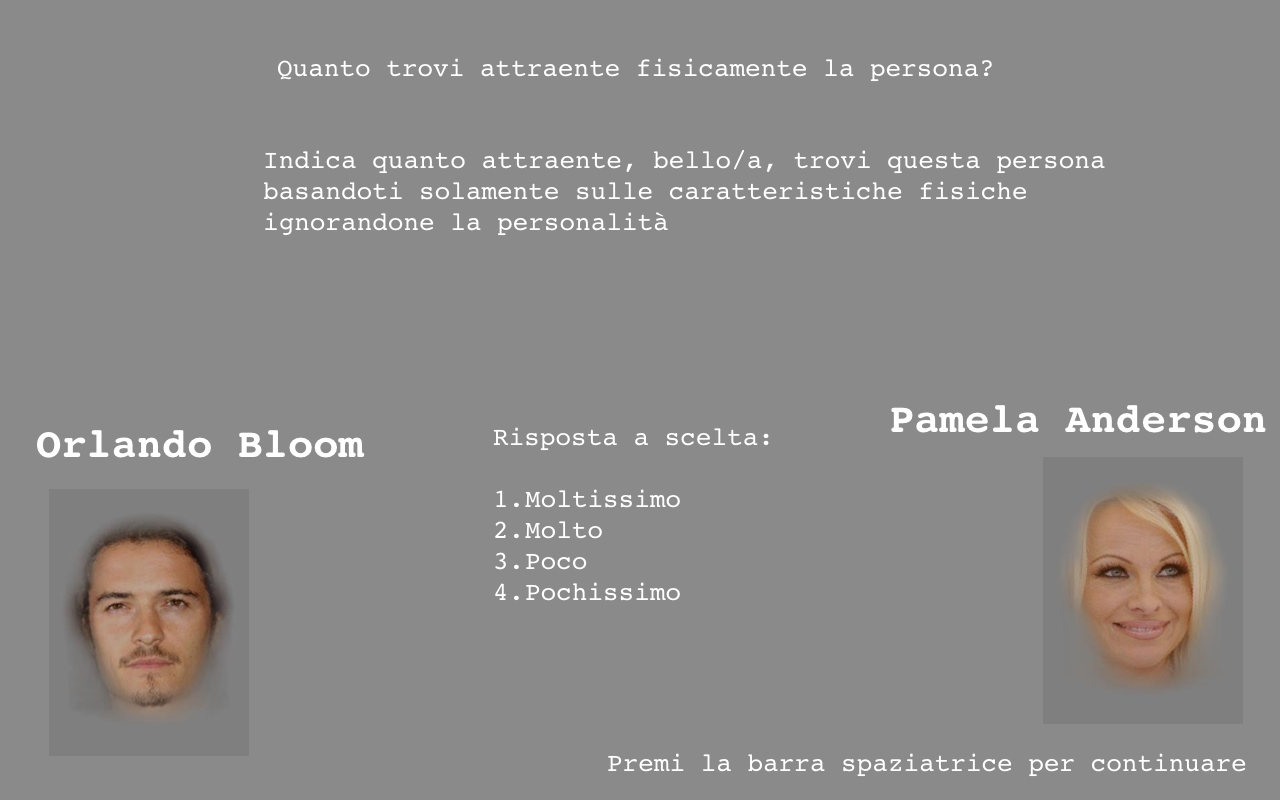 Quanto trovi attraente fisicamente la persona?
Indica quanto attraente, bello/a, trovi questa persona
basandoti solamente sulle caratteristiche fisiche
ignorandone la personalità
Orlando Bloom
Risposta a scelta:
1.Moltissimo
2.Molto
3.Poco
4.Pochissimo
Pamela Anderson
Premi la barra spaziatrice per continuare